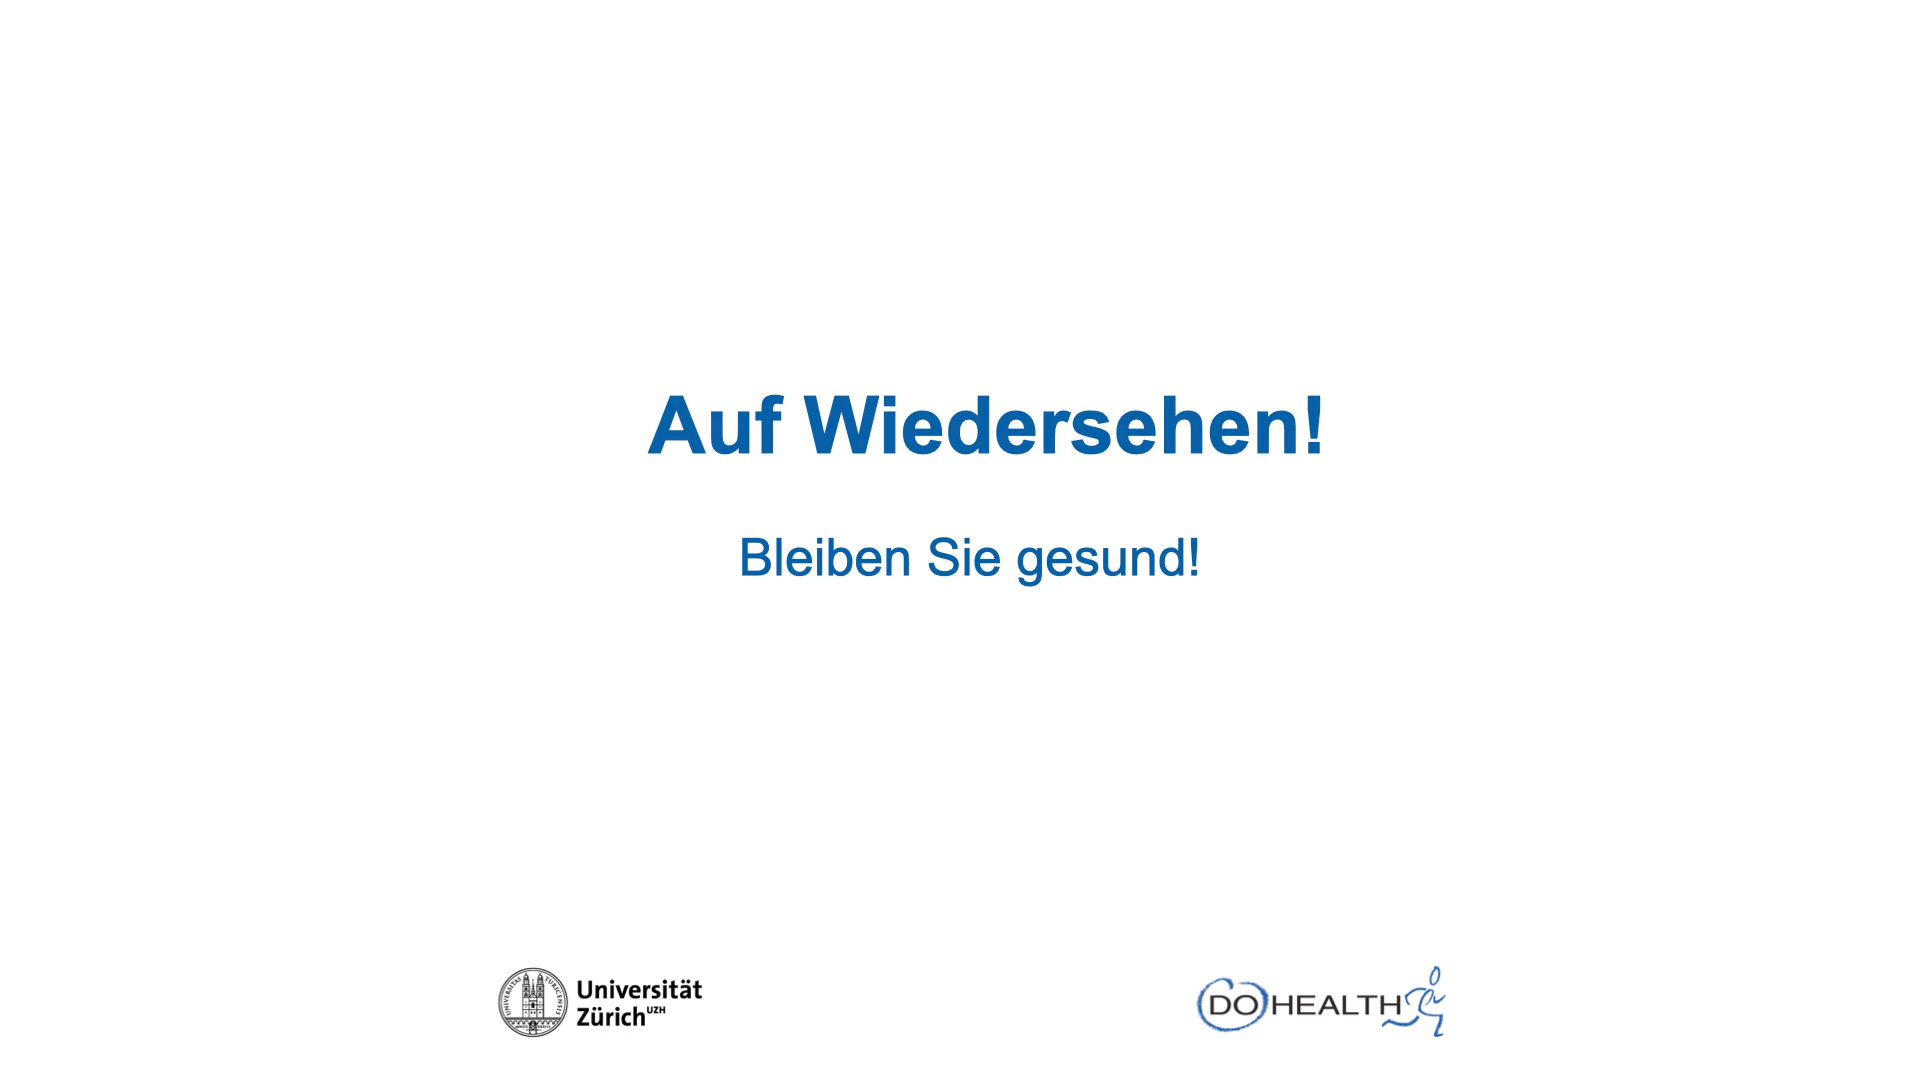 Auf Wiedersehen!
Bleiben Sie gesund!
Universität
Zürich UZH
DO HEALTH